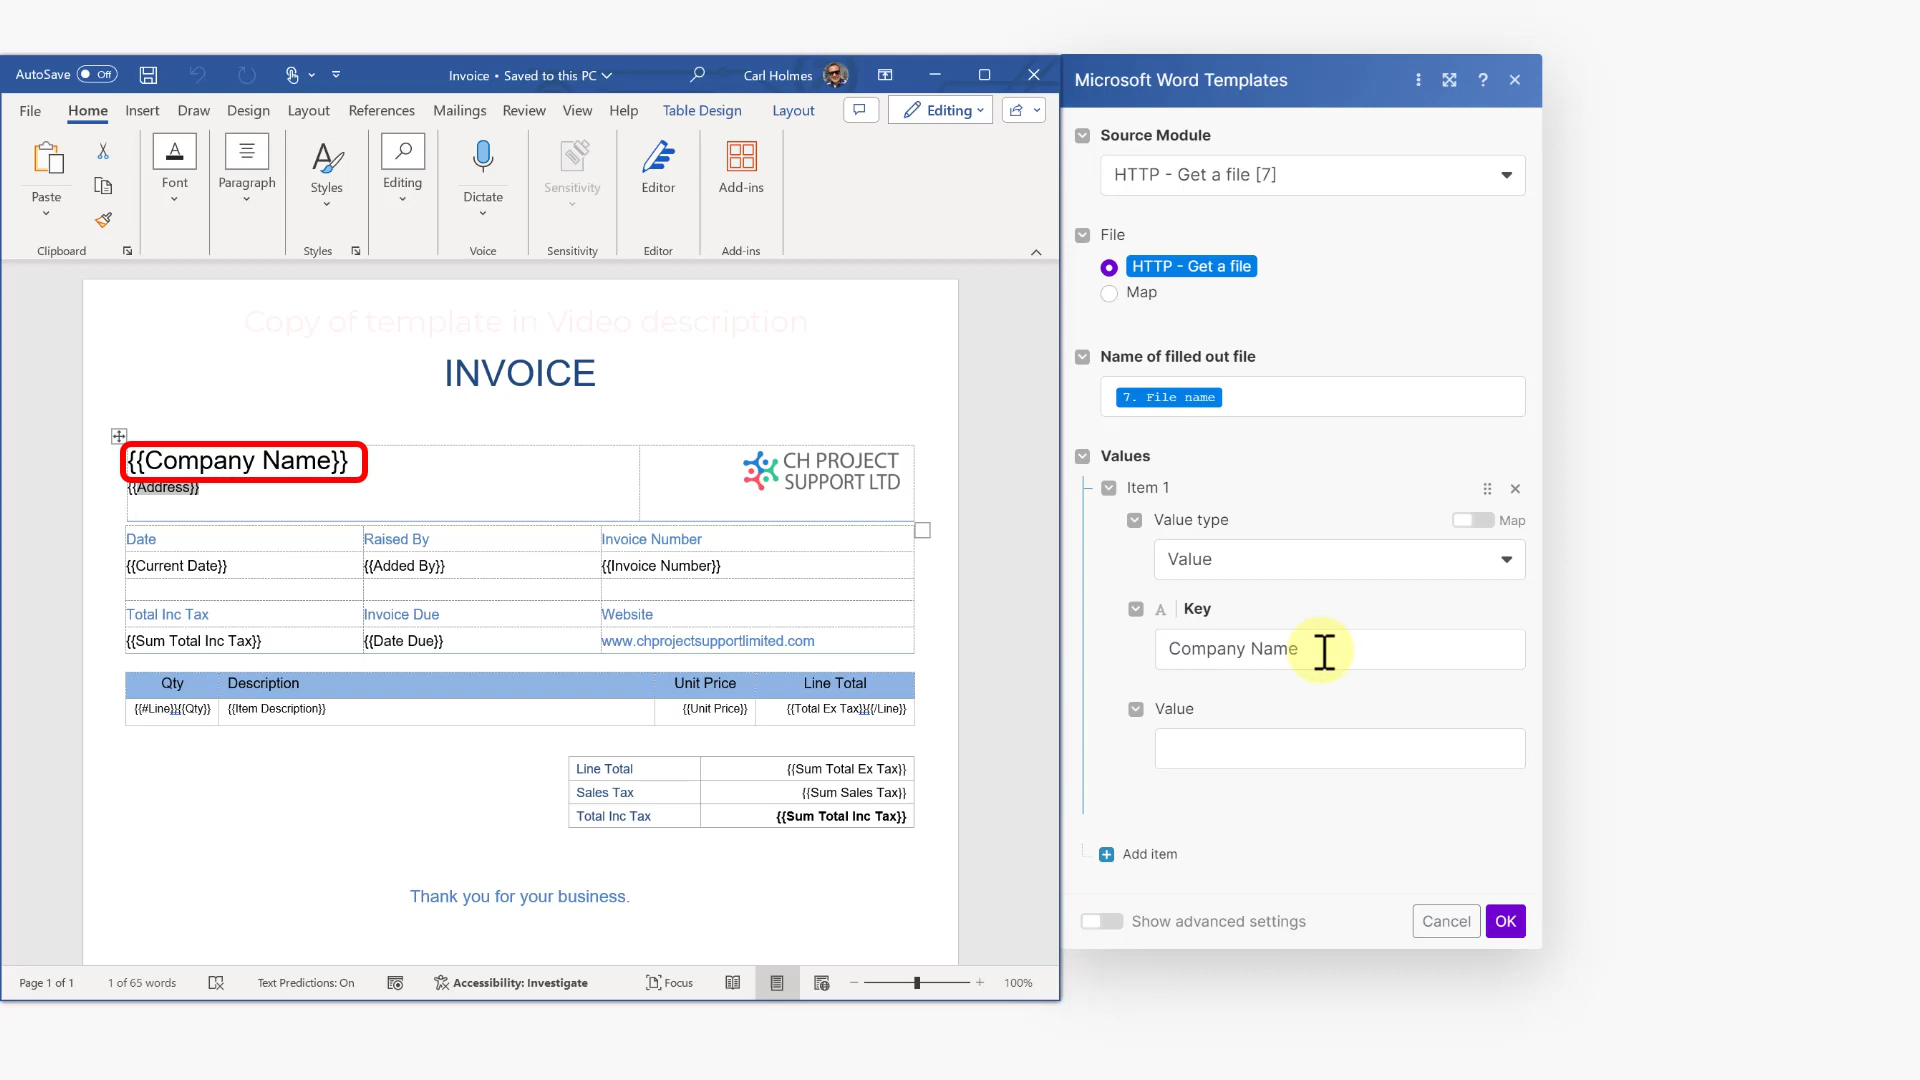 AutoSave Off
Invoice • Saved to this PC
Carl Holmes
File Home Insert Draw Design Layout References Mailings Review View Help Table Design Layout
Editing
Paste
Font
Paragraph
Styles
Editing
Dictate
Sensitivity
Editor
Add-ins
Clipboard
Styles
Voice
Sensitivity
Editor
Add-ins
Copy of template in Video description
INVOICE
{{Company Name}}
{{Address}}
CH PROJECT
SUPPORT LTD
Date Raised By Invoice Number
{{Current Date}} {{Added By}} {{Invoice Number}}
Total Inc Tax Invoice Due Website
{{Sum Total Inc Tax}} {{Date Due}} www.chprojectsupportlimited.com
Qty Description Unit Price Line Total
{{#Line}}{{Qty}} {{Item Description}} {{Unit Price}} {{Total Ex Tax}}{{/Line}}
Line Total {{Sum Total Ex Tax}}
Sales Tax {{Sum Sales Tax}}
Total Inc Tax {{Sum Total Inc Tax}}
Thank you for your business.
Page 1 of 1 1 of 65 words Text Predictions: On Accessibility: Investigate Focus 100%
Microsoft Word Templates
Source Module
HTTP - Get a file [7]
File
HTTP - Get a file
Map
Name of filled out file
7. File name
Values
Item 1
Value type Map
Value
A Key
Company Name
Value
Add item
Show advanced settings Cancel OK